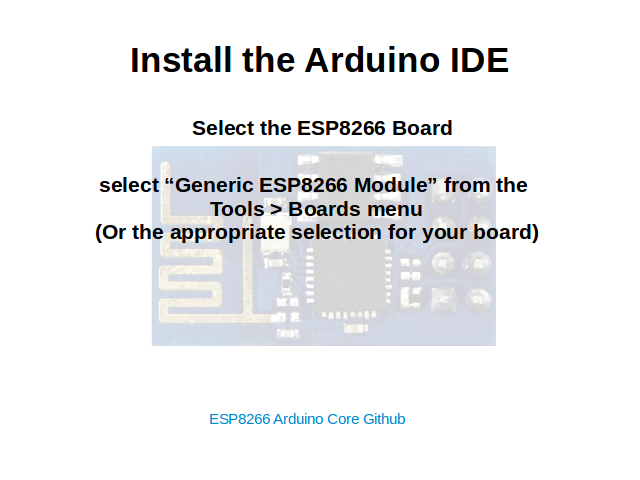 Install the Arduino IDE
Select the ESP8266 Board
select “Generic ESP8266 Module” from the
Tools > Boards menu
(Or the appropriate selection for your board)
ESP8266 Arduino Core Github